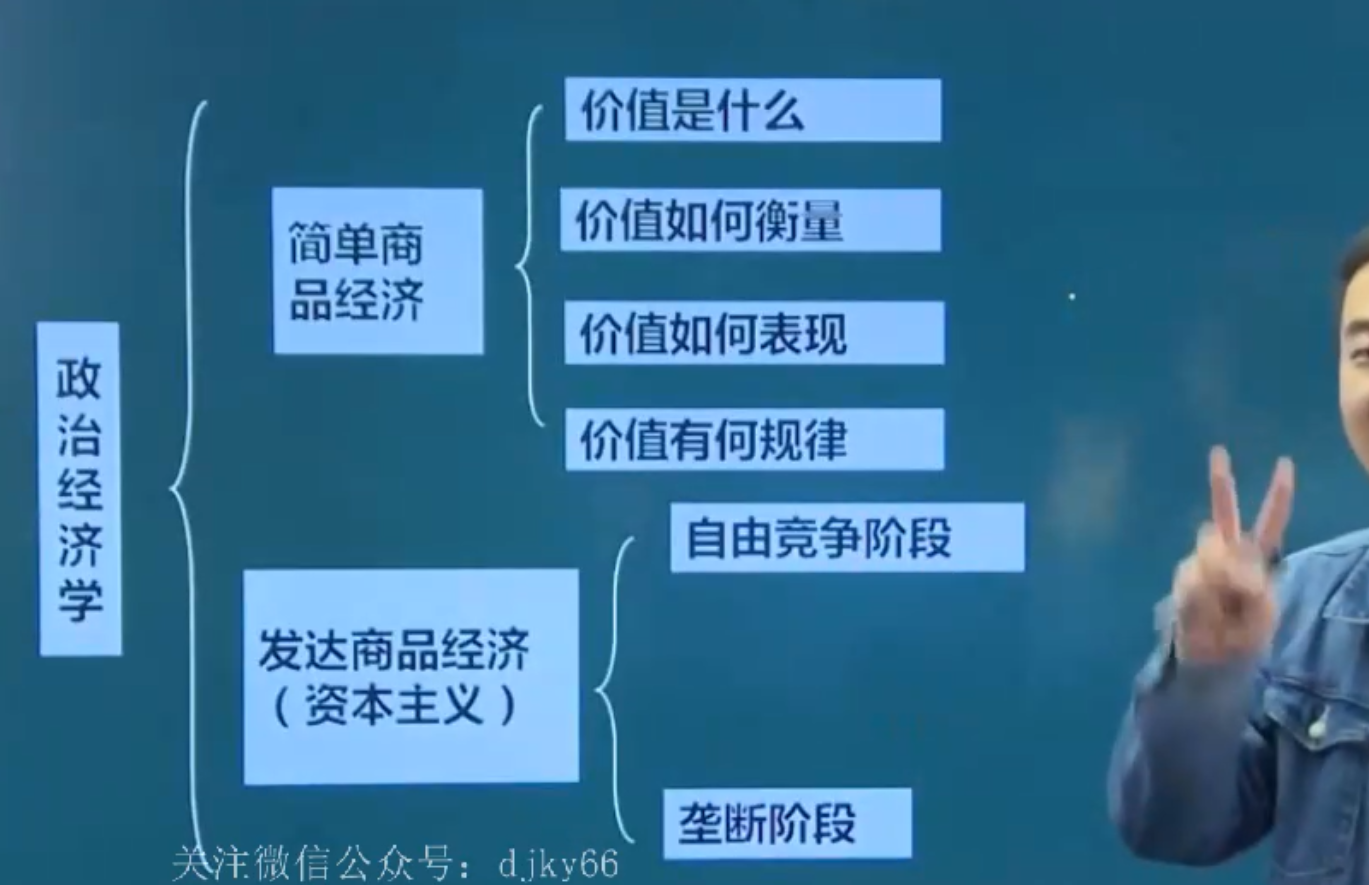 政
治
经
济
学
简单商
品经济
价值是什么
价值如何衡量
价值如何表现
价值有何规律
发达商品经济
（资本主义）
自由竞争阶段
垄断阶段
关注微信公众号：djky66